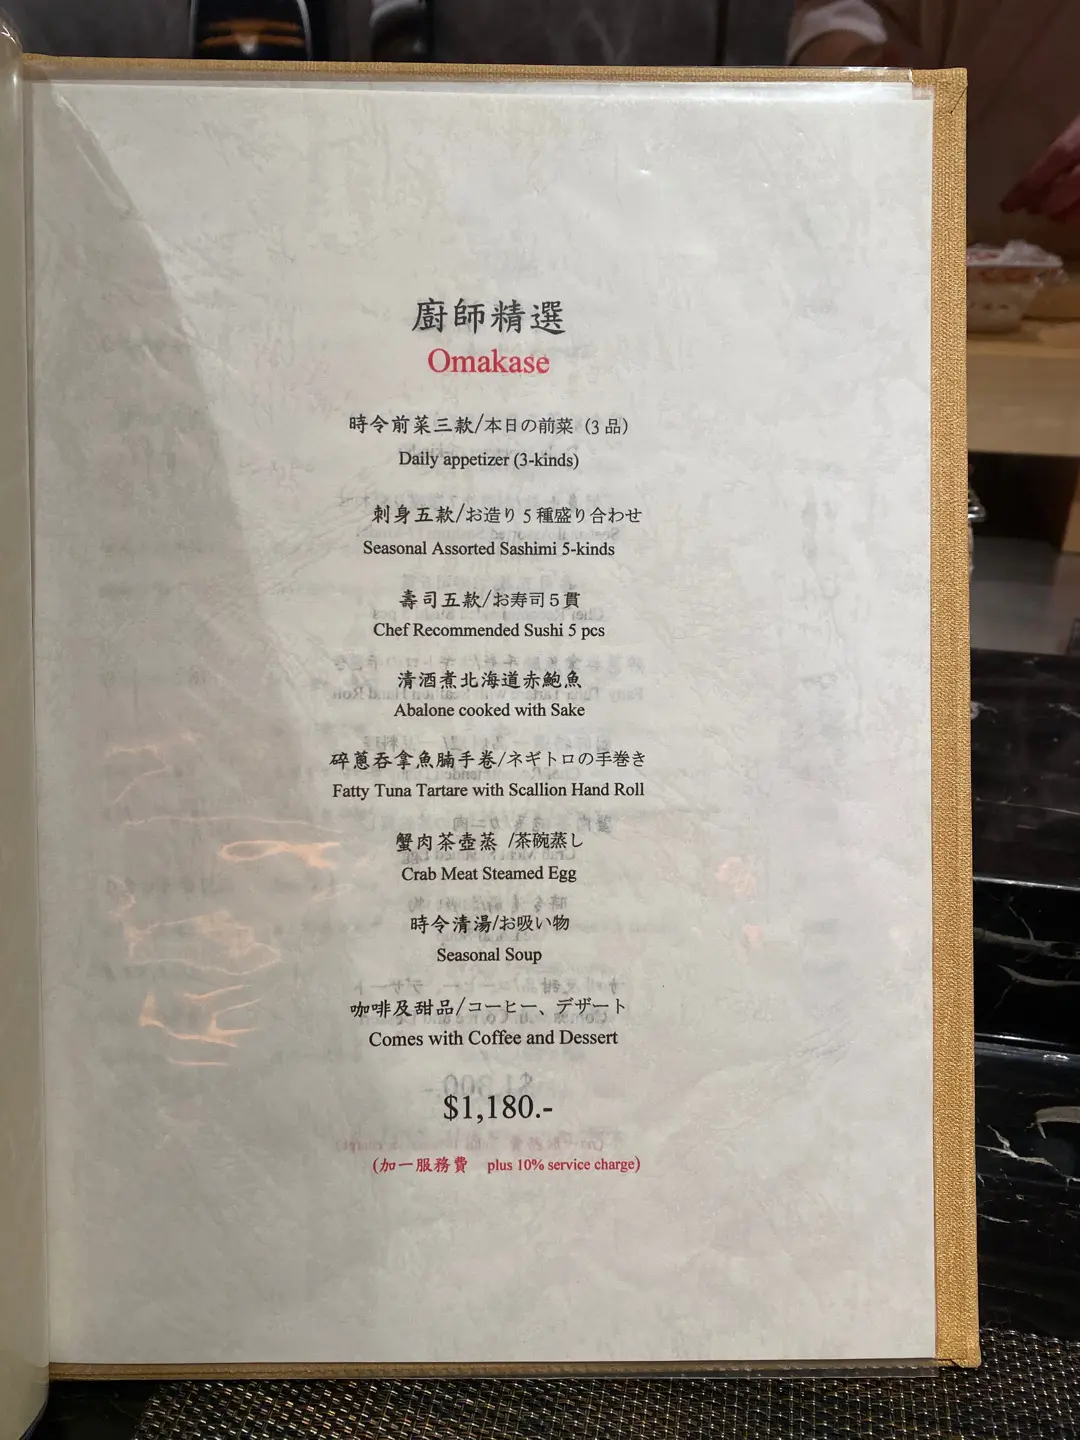 廚師精選
Omakase
時令前菜三款/本日の前菜（3 品）
Daily appetizer (3-kinds)
刺身五款/お造り 5 種盛り合わせ
Seasonal Assorted Sashimi 5-kinds
壽司五款/お寿司５貫
Chef Recommended Sushi 5 pcs
清酒煮北海道赤鮑魚
Abalone cooked with Sake
碎蔥吞拿魚腩手卷/ネギトロの手巻き
Fatty Tuna Tartare with Scallion Hand Roll
蟹肉茶壺蒸 /茶碗蒸し
Crab Meat Steamed Egg
時令清湯/お吸い物
Seasonal Soup
咖啡及甜品/コーヒー、デザート
Comes with Coffee and Dessert
$1,180.-
(加一服務費 plus 10% service charge)